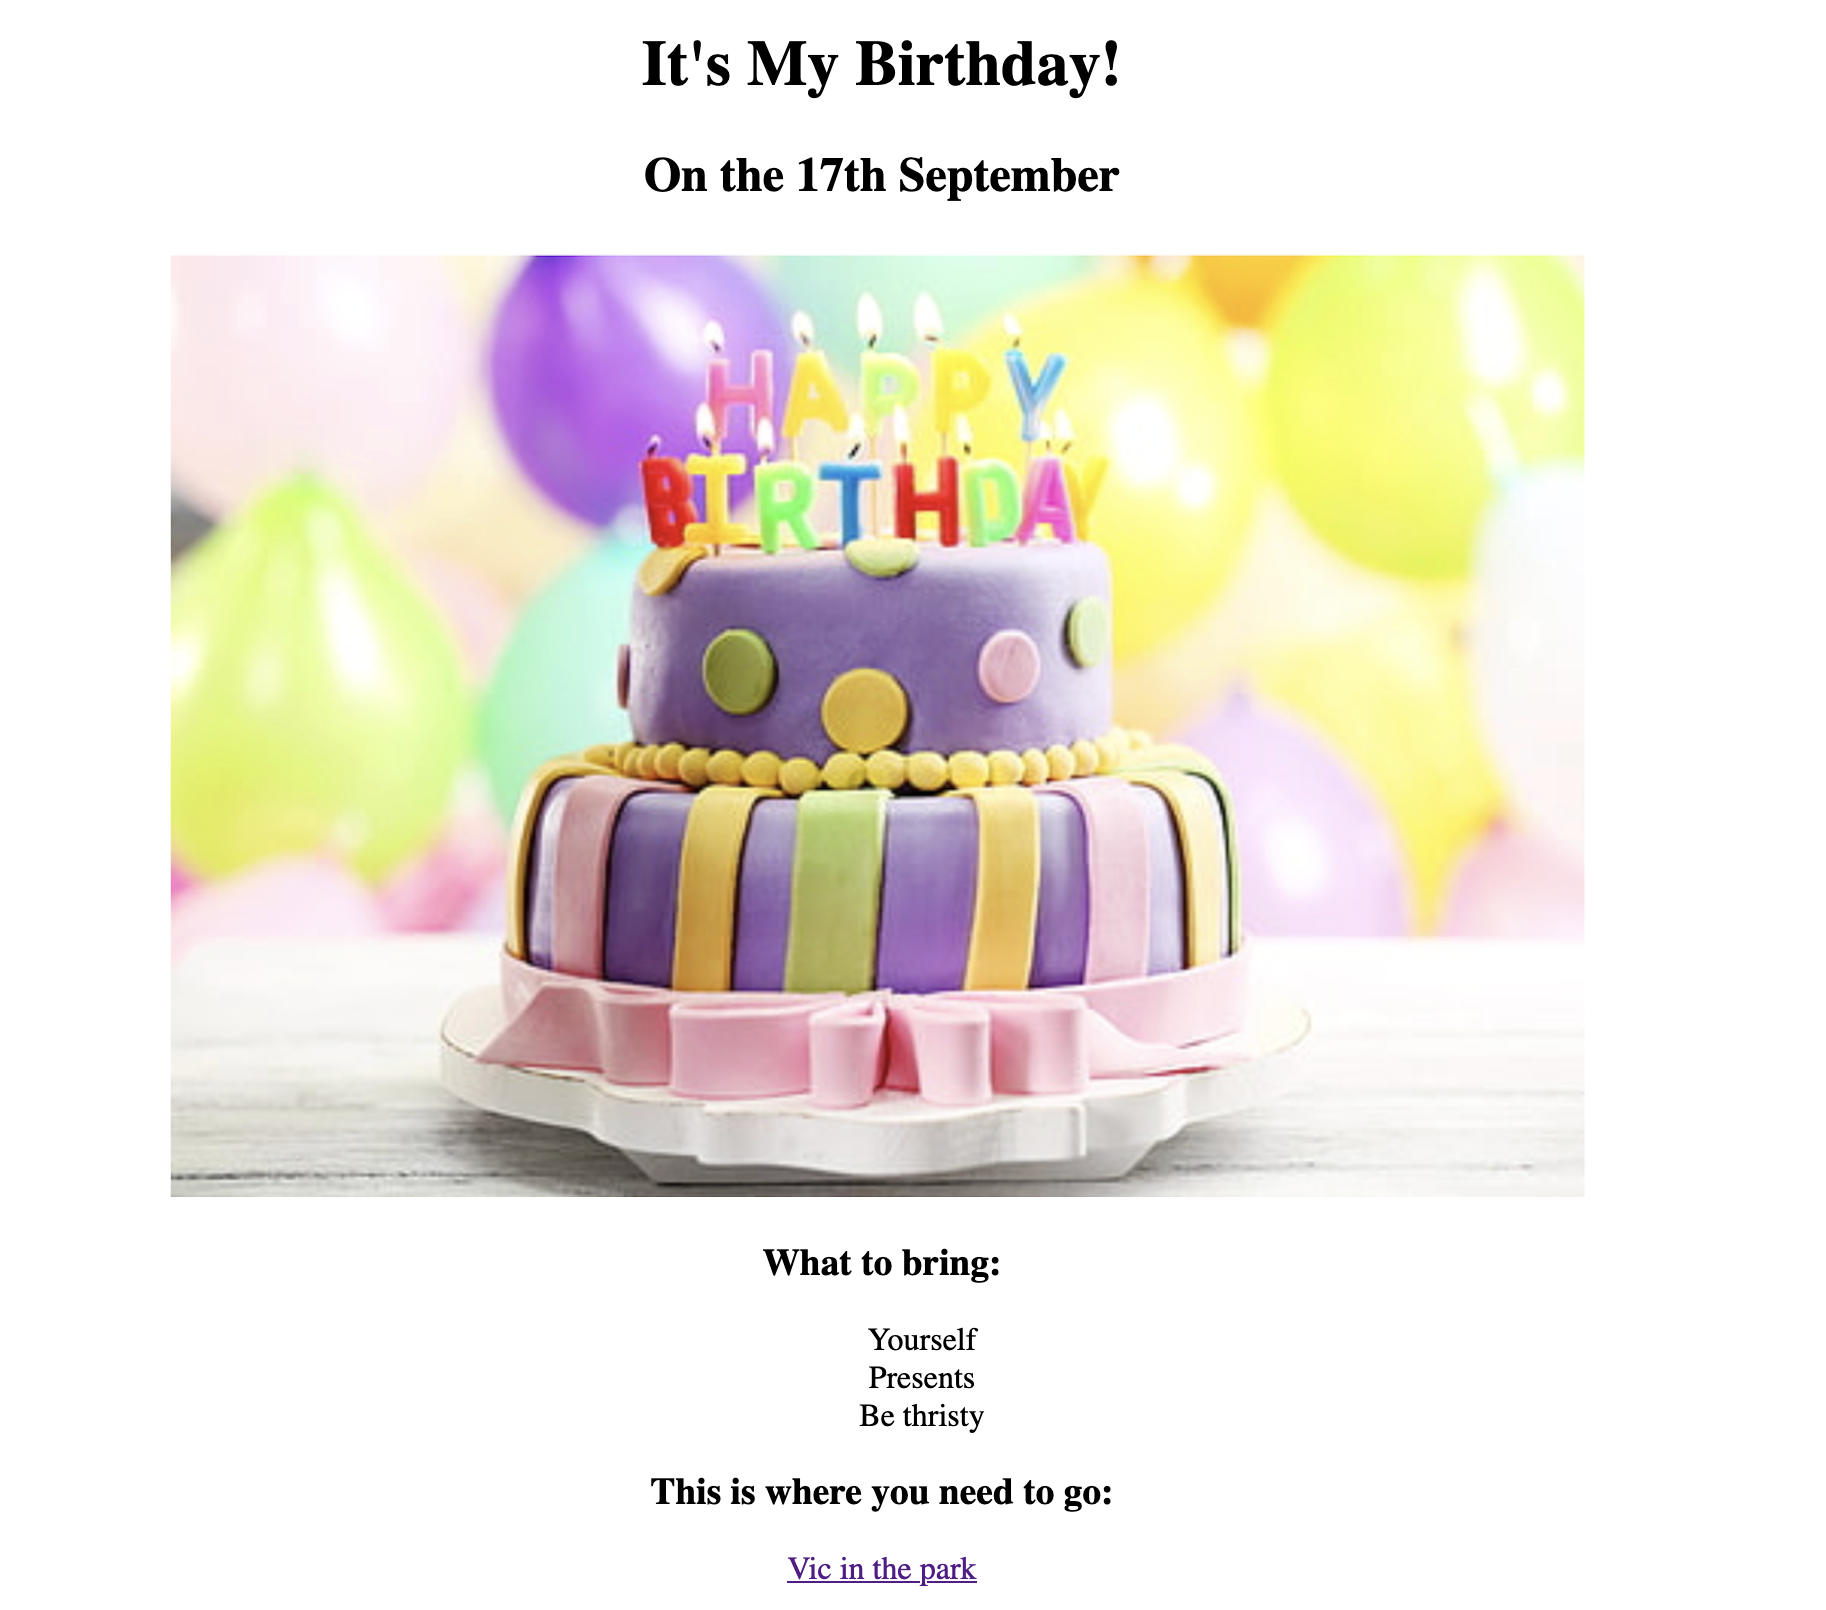 It's My Birthday!
On the 17th September
HAPPY
BIRTHDAY
What to bring:
Yourself
Presents
Be thristy
This is where you need to go:
Vic in the park